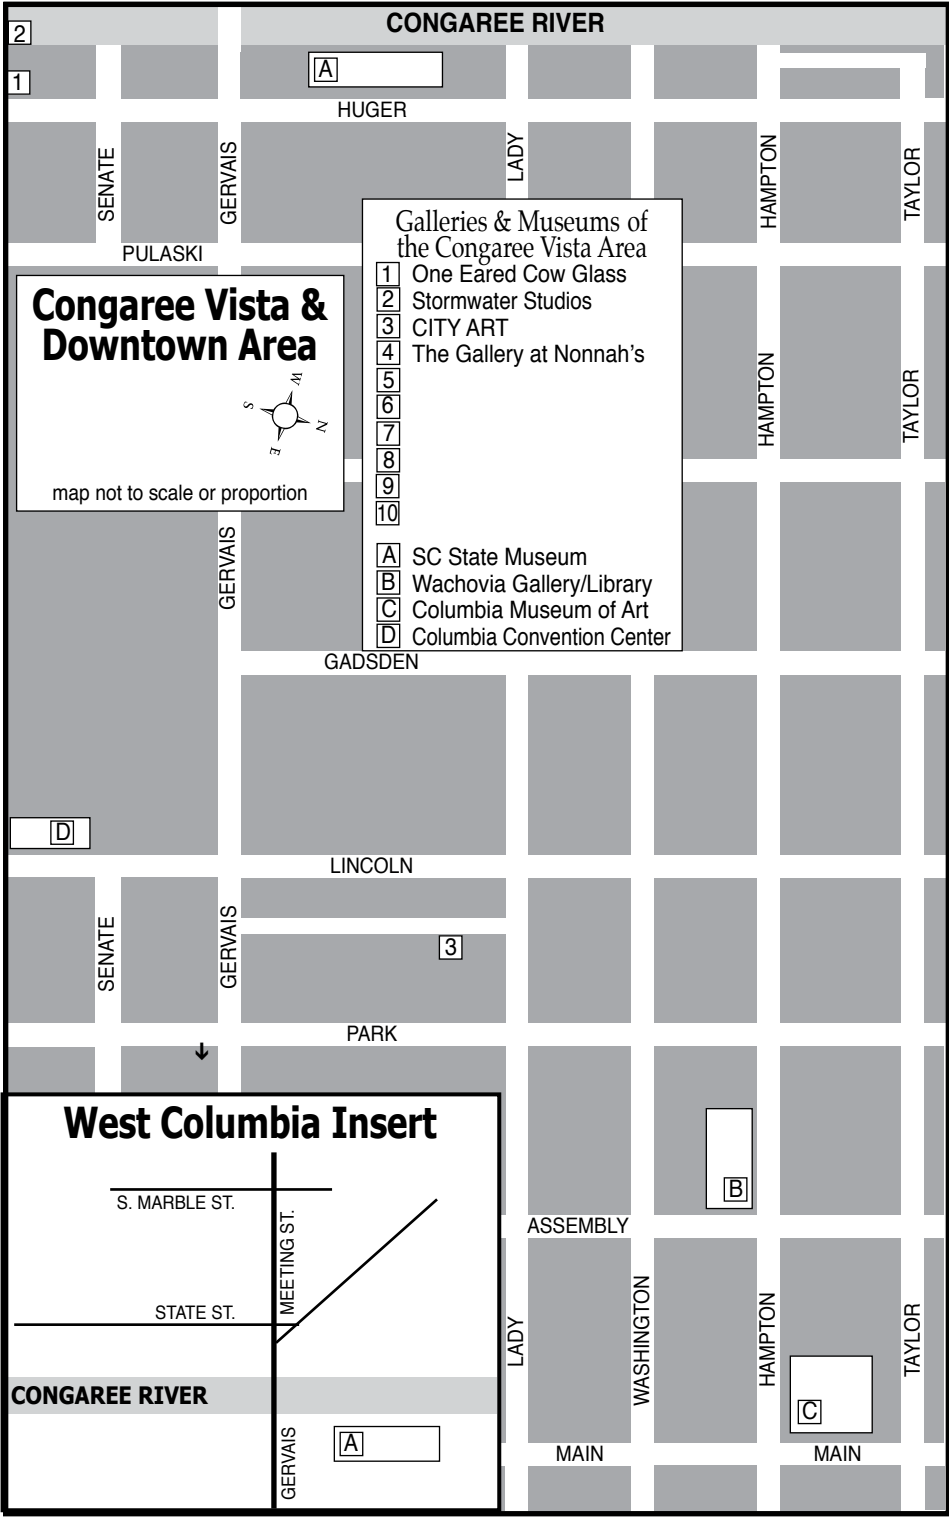 CONGAREE RIVER
2
1
A
HUGER
SENATE
GERVAIS
LADY
HAMPTON
TAYLOR
PULASKI
Galleries & Museums of
the Congaree Vista Area
1 One Eared Cow Glass
2 Stormwater Studios
3 CITY ART
4 The Gallery at Nonnah's
5
6
7
8
9
10
A SC State Museum
B Wachovia Gallery/Library
C Columbia Museum of Art
D Columbia Convention Center
Congaree Vista &
Downtown Area
W
S
N
E
map not to scale or proportion
HAMPTON
TAYLOR
GERVAIS
GADSDEN
D
LINCOLN
SENATE
GERVAIS
3
PARK
B
ASSEMBLY
LADY
WASHINGTON
HAMPTON
TAYLOR
C
MAIN
MAIN
West Columbia Insert
S. MARBLE ST.
MEETING ST.
STATE ST.
CONGAREE RIVER
GERVAIS
A